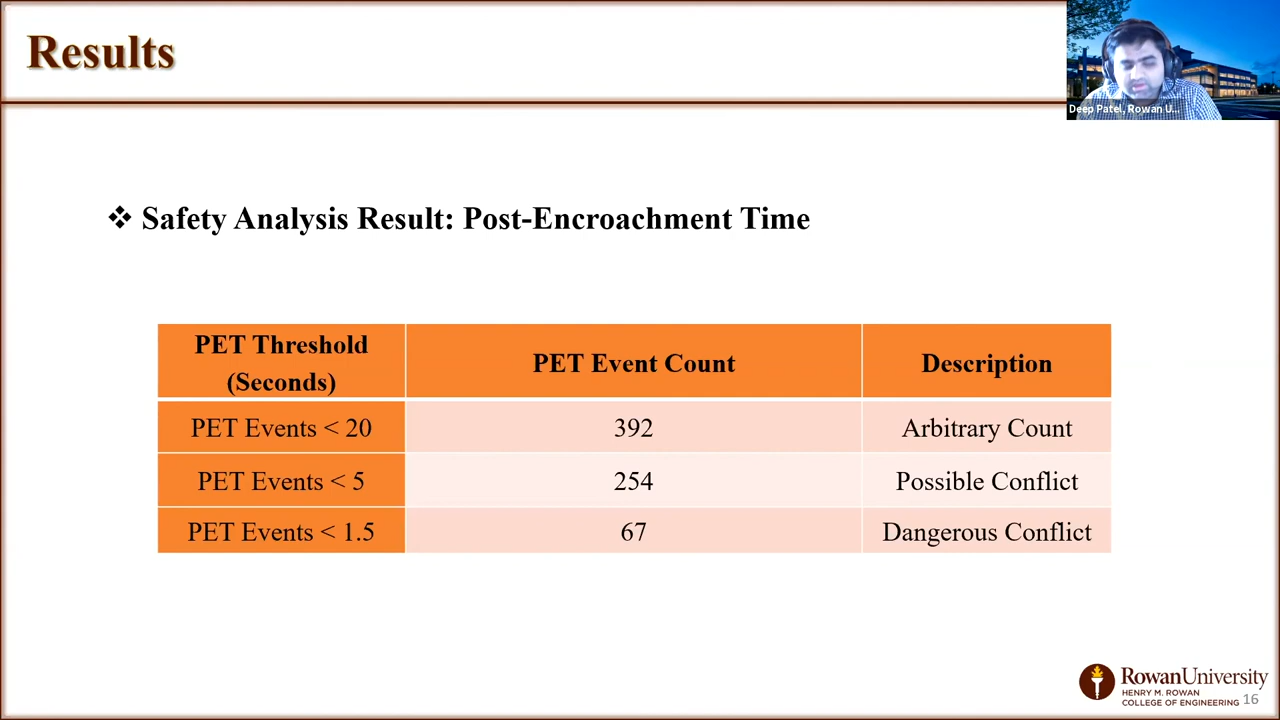 Results
Deep Patel, Rowan U...
❖ Safety Analysis Result: Post-Encroachment Time
PET Threshold
(Seconds)
PET Event Count
Description
PET Events < 20
392
Arbitrary Count
PET Events < 5
254
Possible Conflict
PET Events < 1.5
67
Dangerous Conflict
RowanUniversity
HENRY M. ROWAN
COLLEGE OF ENGINEERING
16